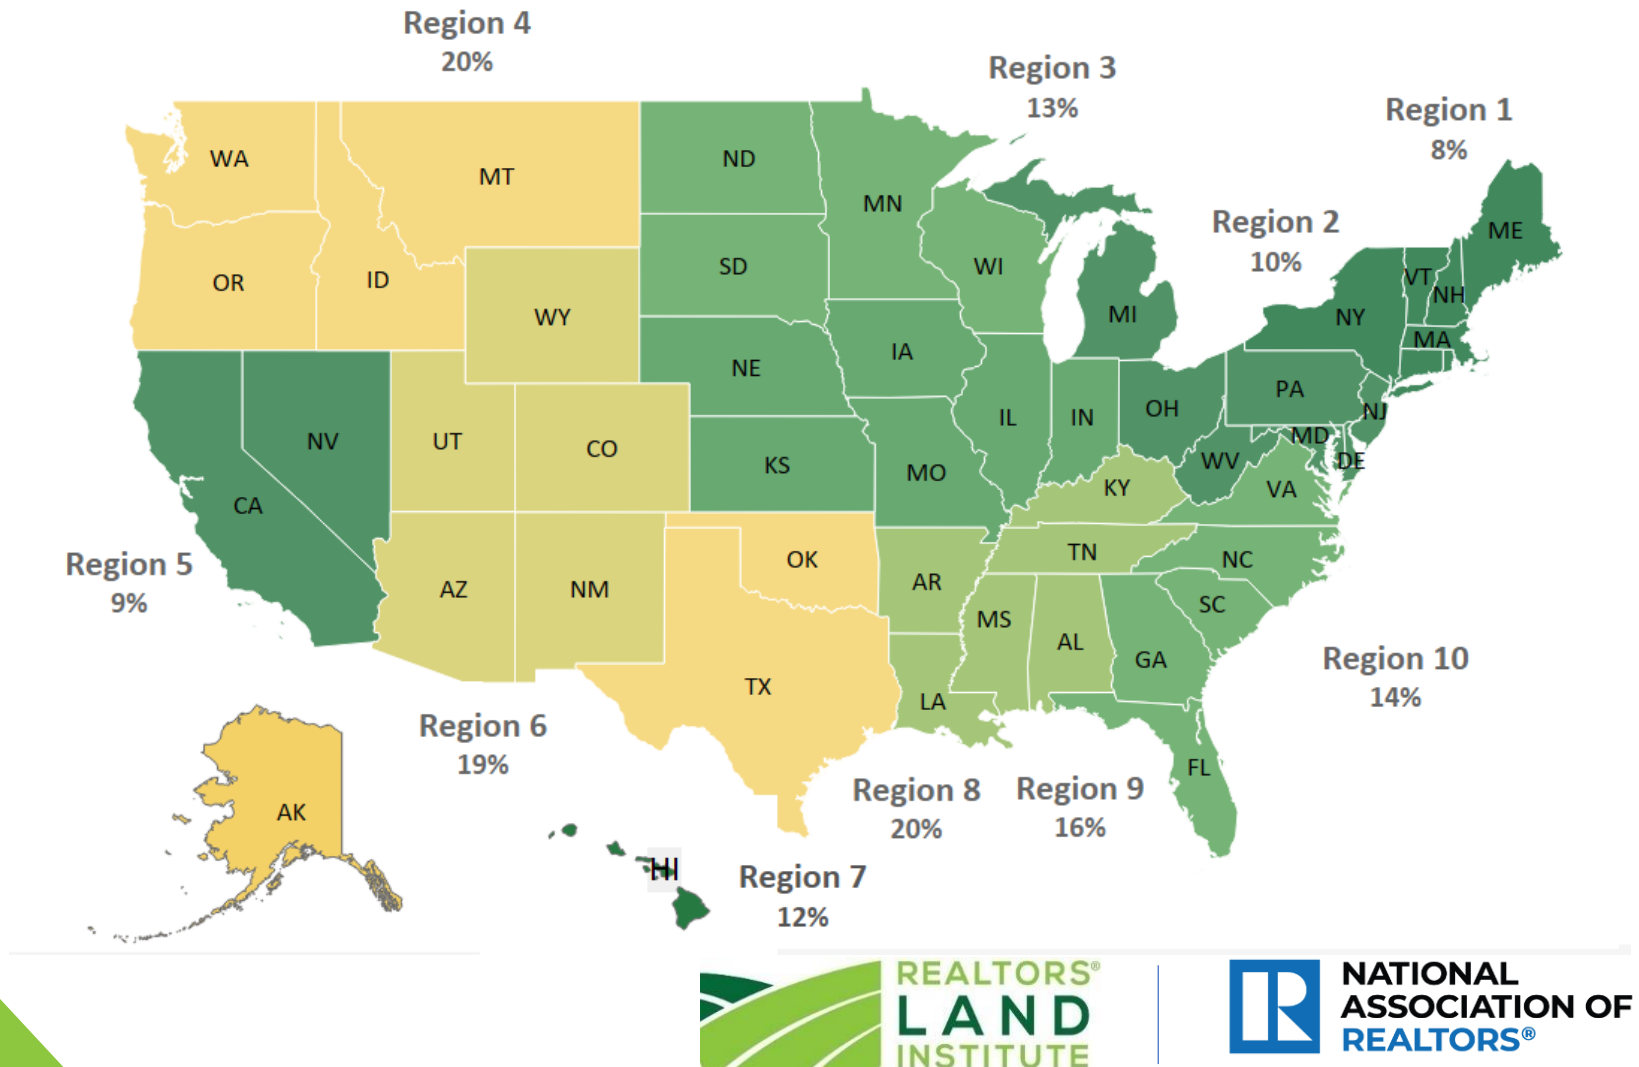 Region 4
20%
Region 3
13%
Region 1
8%
Region 2
10%
WA
MT
ND
MN
ME
OR
ID
SD
WI
VT
NH
WY
MI
NY
MA
NE
IA
PA
NV
UT
CO
KS
MO
IL
IN
OH
NJ
MD
WV
DE
CA
KY
VA
Region 5
9%
AZ
NM
OK
AR
TN
NC
SC
MS
AL
GA
TX
LA
Region 10
14%
Region 6
19%
FL
AK
Region 8
20%
Region 9
16%
HI
Region 7
12%
REALTORS®
LAND
INSTITUTE
NATIONAL
ASSOCIATION OF
REALTORS®